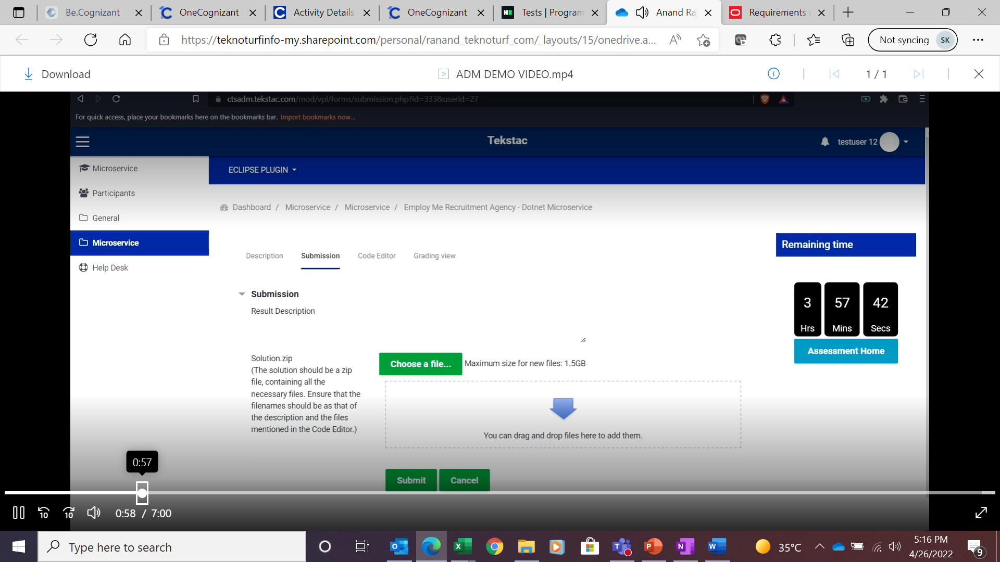 Be.Cognizant
OneCognizant
Activity Details
OneCognizant
Tests | Program
Anand Ra
Requirements
https://teknoturfinfo-my.sharepoint.com/personal/ranand_teknoturf_com/_layouts/15/onedrive.a...
Not syncing
SK
Download
ADM DEMO VIDEO.mp4
1 / 1
ctsadm.tekstac.com/mod/vpl/forms/submission.php?id=333&userid=27
For quick access, place your bookmarks here on the bookmarks bar. Import bookmarks now...
Tekstac
testuser 12
Microservice
ECLIPSE PLUGIN
Participants
Dashboard / Microservice / Microservice / Employ Me Recruitment Agency - Dotnet Microservice
General
Microservice
Remaining time
Description
Submission
Code Editor
Grading view
Help Desk
Submission
Result Description
3
57
42
Hrs
Mins
Secs
Assessment Home
Solution.zip
(The solution should be a zip
file, containing all the
necessary files. Ensure that the
filenames should be as that of
the description and the files
mentioned in the Code Editor.)
Choose a file...
Maximum size for new files: 1.5GB
You can drag and drop files here to add them.
0:57
Submit
Cancel
10
10
0:58 / 7:00
Type here to search
35°C
5:16 PM
4/26/2022
9